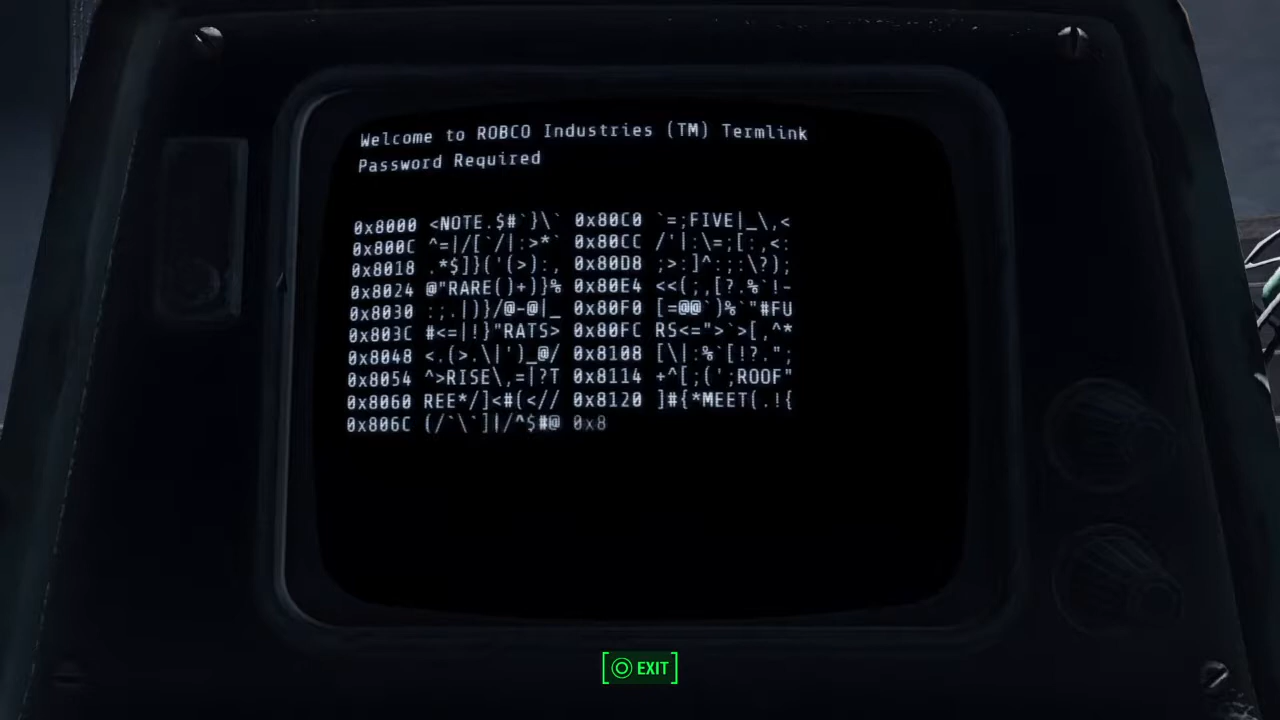 Welcome to ROBCO Industries (TM) Termlink
Password Required
0x8000 <NOTE.$#`}\` 0x80C0 `=;FIVE|_\,<
0x800C ^=|/[`/|:>*` 0x80CC /'|:\=;[:,<:
0x8018 .*$]}('(>):, 0x80D8 ;>:]^:;:\?);
0x8024 @"RARE()+)}% 0x80E4 <<(;,[?.%`!-
0x8030 :;.|)}/@-@|_ 0x80F0 [=@@`)%`"#FU
0x803C #<=|!}"RATS> 0x80FC RS<=">`>[,^*
0x8048 <.(>.\|')_@/ 0x8108 [\|:%`[!?.";
0x8054 ^>RISE\,=|?T 0x8114 +^[;(';ROOF"
0x8060 REE*/]<#(<// 0x8120 ]#{*MEET(.!{
0x806C (/`\`]|/^$#@ 0x8
EXIT